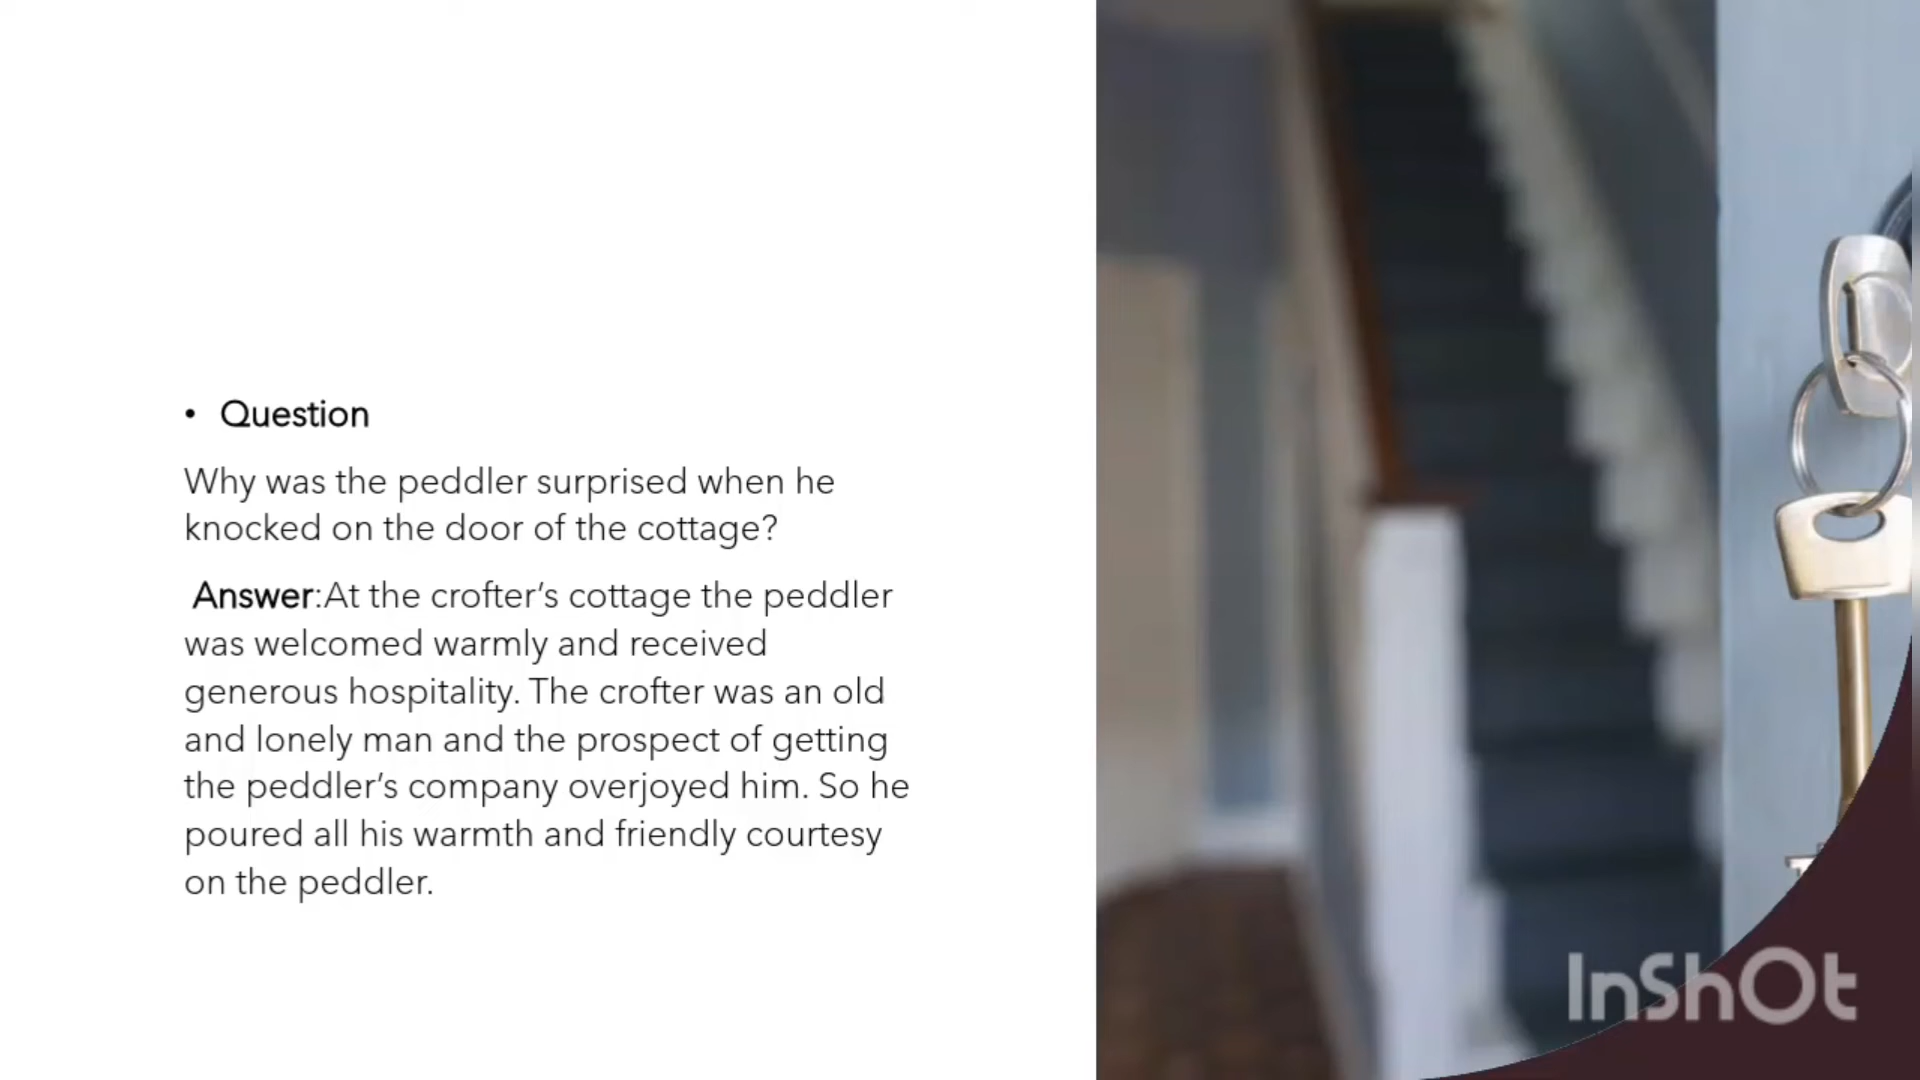 • Question
Why was the peddler surprised when he
knocked on the door of the cottage?
Answer:At the crofter’s cottage the peddler
was welcomed warmly and received
generous hospitality. The crofter was an old
and lonely man and the prospect of getting
the peddler’s company overjoyed him. So he
poured all his warmth and friendly courtesy
on the peddler.
InShOt